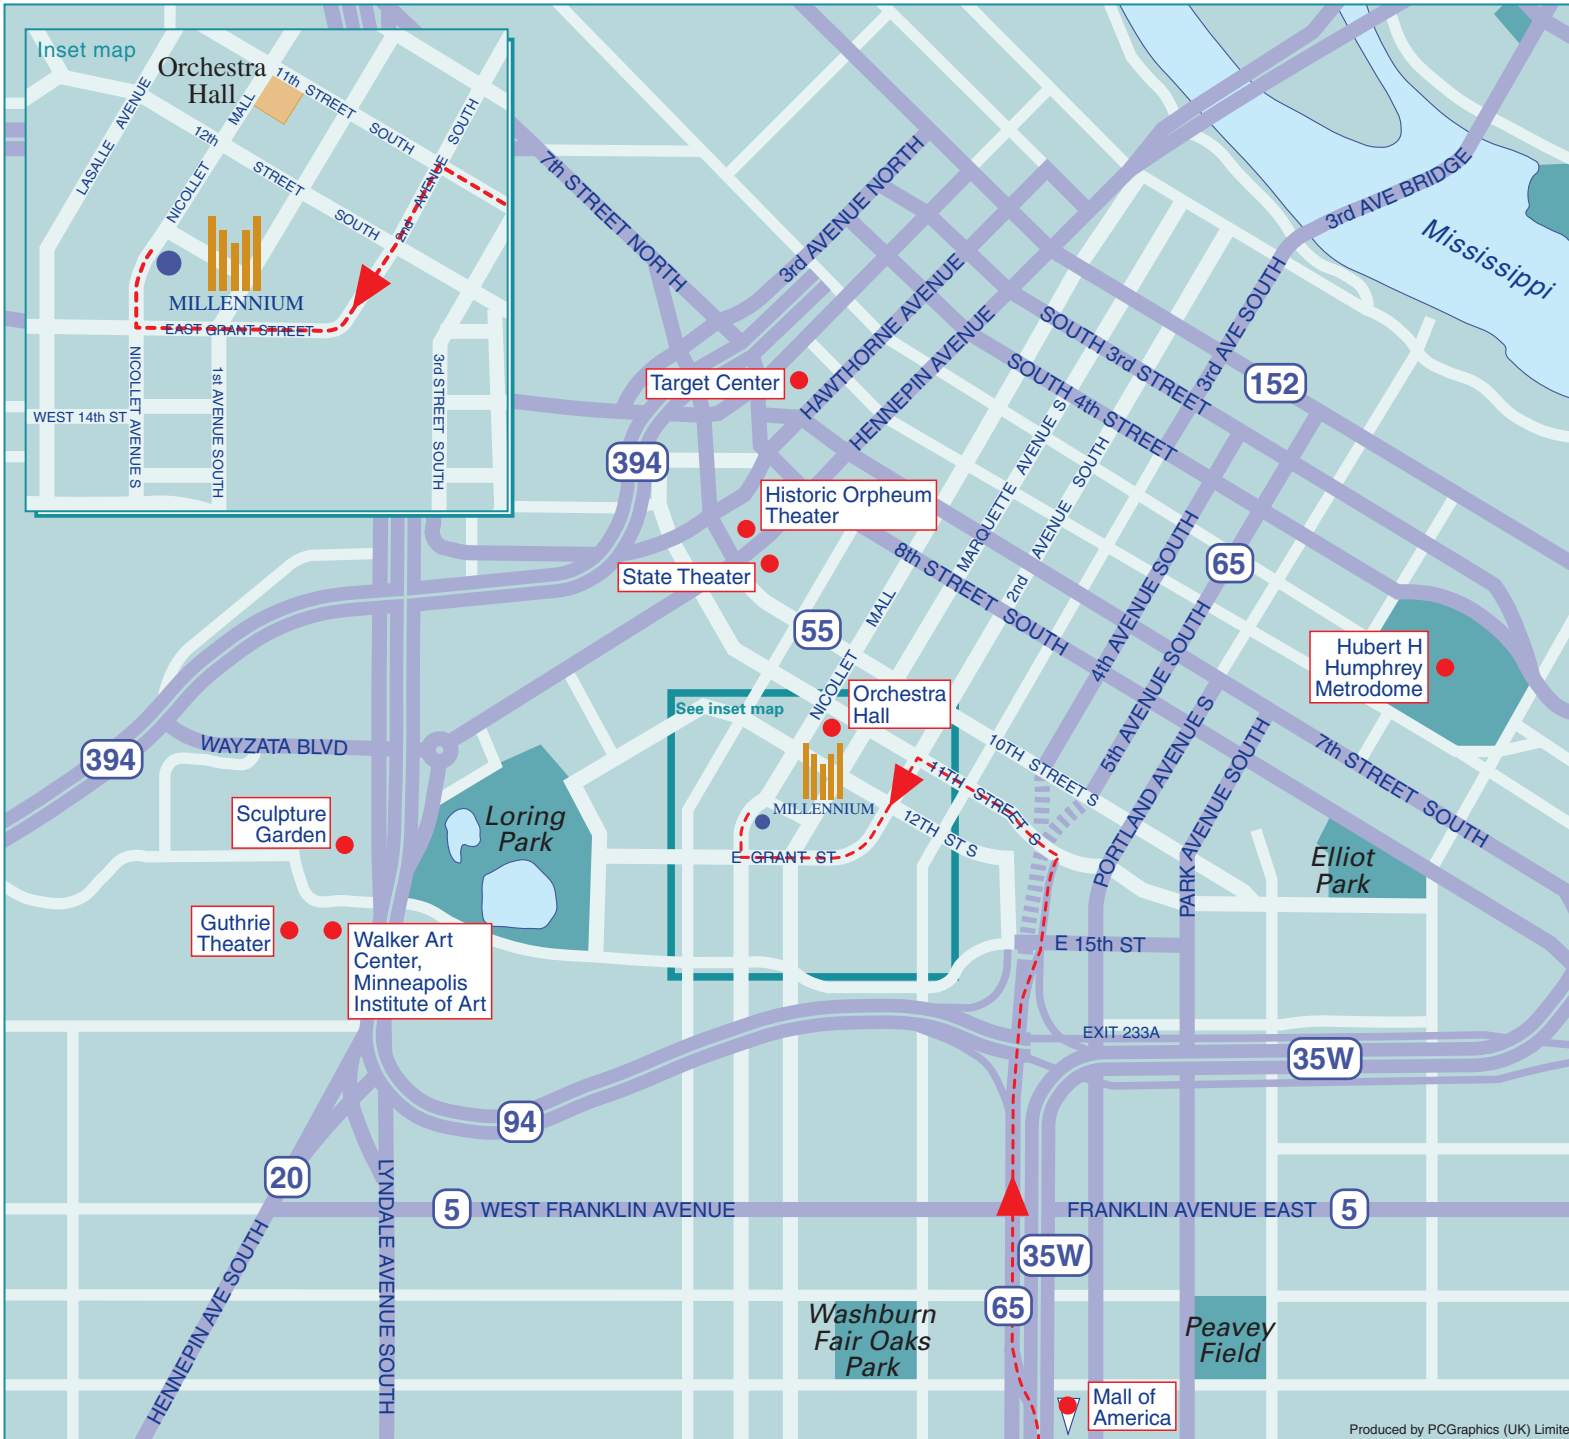 Inset map
Orchestra
Hall
11th STREET SOUTH
LASALLE AVENUE
NICOLLET MALL
12th STREET SOUTH
2nd AVENUE SOUTH
MILLENNIUM
EAST GRANT STREET
NICOLLET AVENUE S
1st AVENUE SOUTH
3rd STREET SOUTH
WEST 14th ST
7th STREET NORTH
3rd AVENUE NORTH
3rd AVE BRIDGE
Mississippi
HAWTHORNE AVENUE
HENNEPIN AVENUE
SOUTH 3rd STREET
3rd AVE SOUTH
SOUTH 4th STREET
152
Target Center
394
MARQUETTE AVENUE S
2nd AVENUE SOUTH
Historic Orpheum
Theater
State Theater
8th STREET SOUTH
4th AVENUE SOUTH
65
55
NICOLLET MALL
5th AVENUE SOUTH
Hubert H
Humphrey
Metrodome
See inset map
Orchestra
Hall
394
WAYZATA BLVD
MILLENNIUM
10TH STREET S
11TH STREET S
12TH ST S
PORTLAND AVENUE S
PARK AVENUE SOUTH
7th STREET SOUTH
Sculpture
Garden
Loring
Park
E GRANT ST
Elliot
Park
Guthrie
Theater
Walker Art
Center,
Minneapolis
Institute of Art
E 15th ST
EXIT 233A
35W
94
20
LYNDALE AVENUE SOUTH
5
WEST FRANKLIN AVENUE
FRANKLIN AVENUE EAST
5
HENNEPIN AVE SOUTH
35W
65
Washburn
Fair Oaks
Park
Peavey
Field
Mall of
America
Produced by PCGraphics (UK) Limite